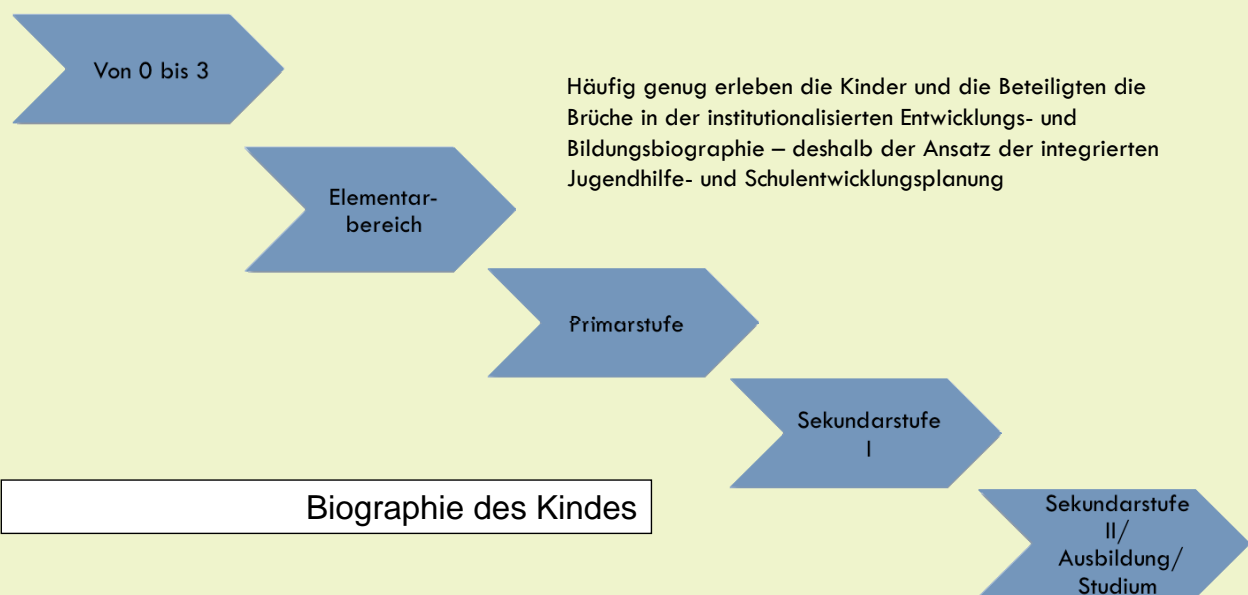 Von 0 bis 3
Häufig genug erleben die Kinder und die Beteiligten die
Brüche in der institutionalisierten Entwicklungs- und
Bildungsbiographie – deshalb der Ansatz der integrierten
Jugendhilfe- und Schulentwicklungsplanung
Elementar-
bereich
Primarstufe
Sekundarstufe
I
Biographie des Kindes
Sekundarstufe
II/
Ausbildung/
Studium